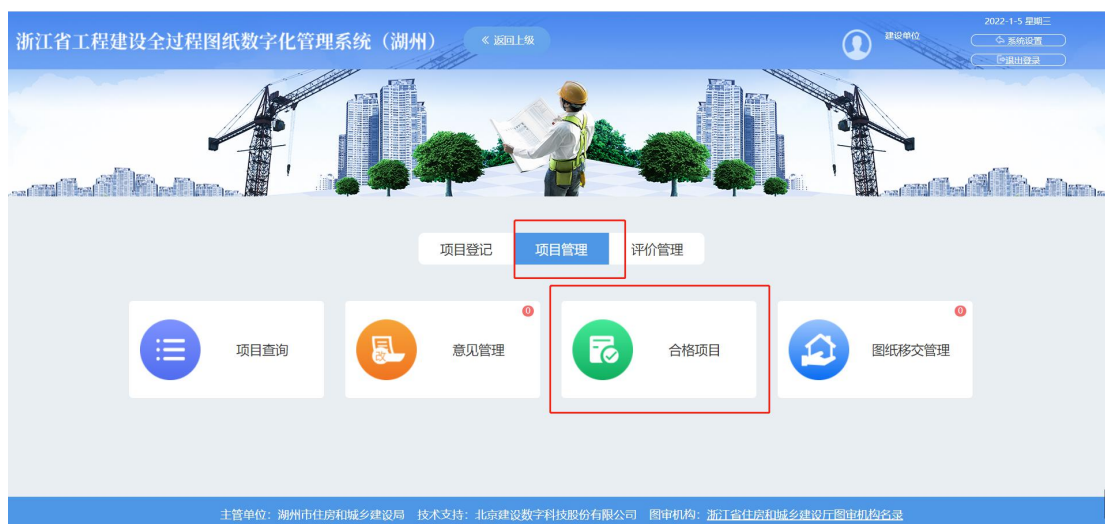 2022-1-5 星期三
浙江省工程建设全过程图纸数字化管理系统（湖州） 《 返回上级 建设单位 系统设置
退出登录
项目登记 项目管理 评价管理
0 0
项目查询 改 意见管理 合格项目 图纸移交管理
主管单位：湖州市住房和城乡建设局 技术支持：北京建设数字科技股份有限公司 图审机构：浙江省住房和城乡建设厅图审机构名录